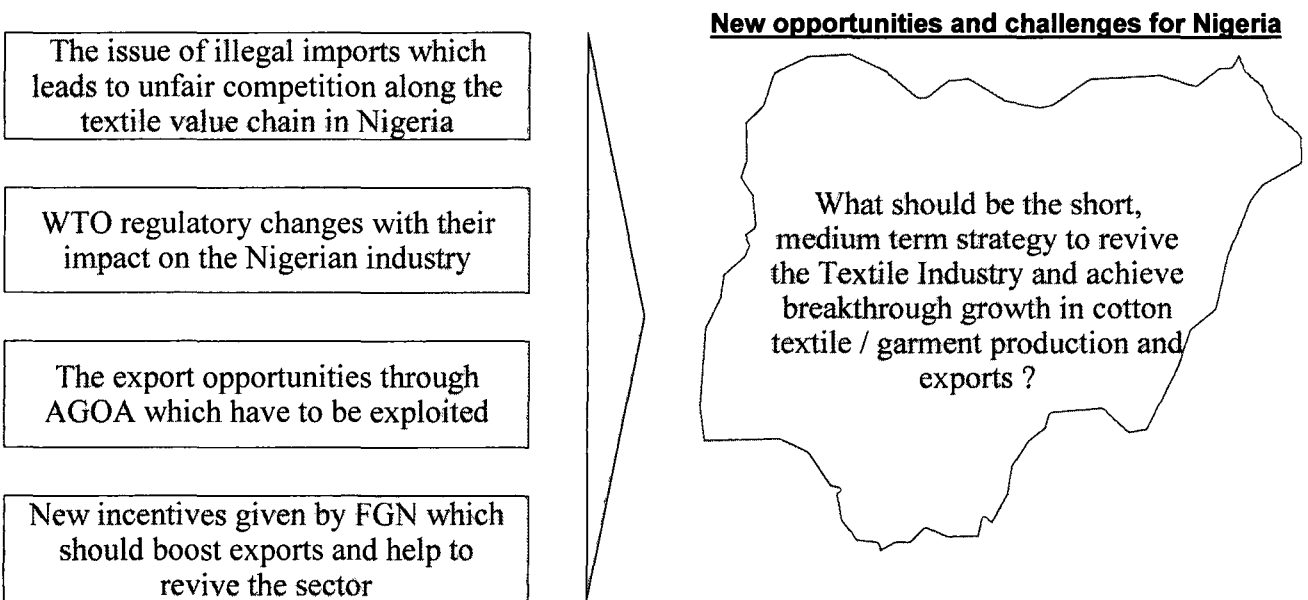 New opportunities and challenges for Nigeria
The issue of illegal imports which
leads to unfair competition along the
textile value chain in Nigeria
WTO regulatory changes with their
impact on the Nigerian industry
The export opportunities through
AGOA which have to be exploited
New incentives given by FGN which
should boost exports and help to
revive the sector
What should be the short,
medium term strategy to revive
the Textile Industry and achieve
breakthrough growth in cotton
textile / garment production and
exports ?